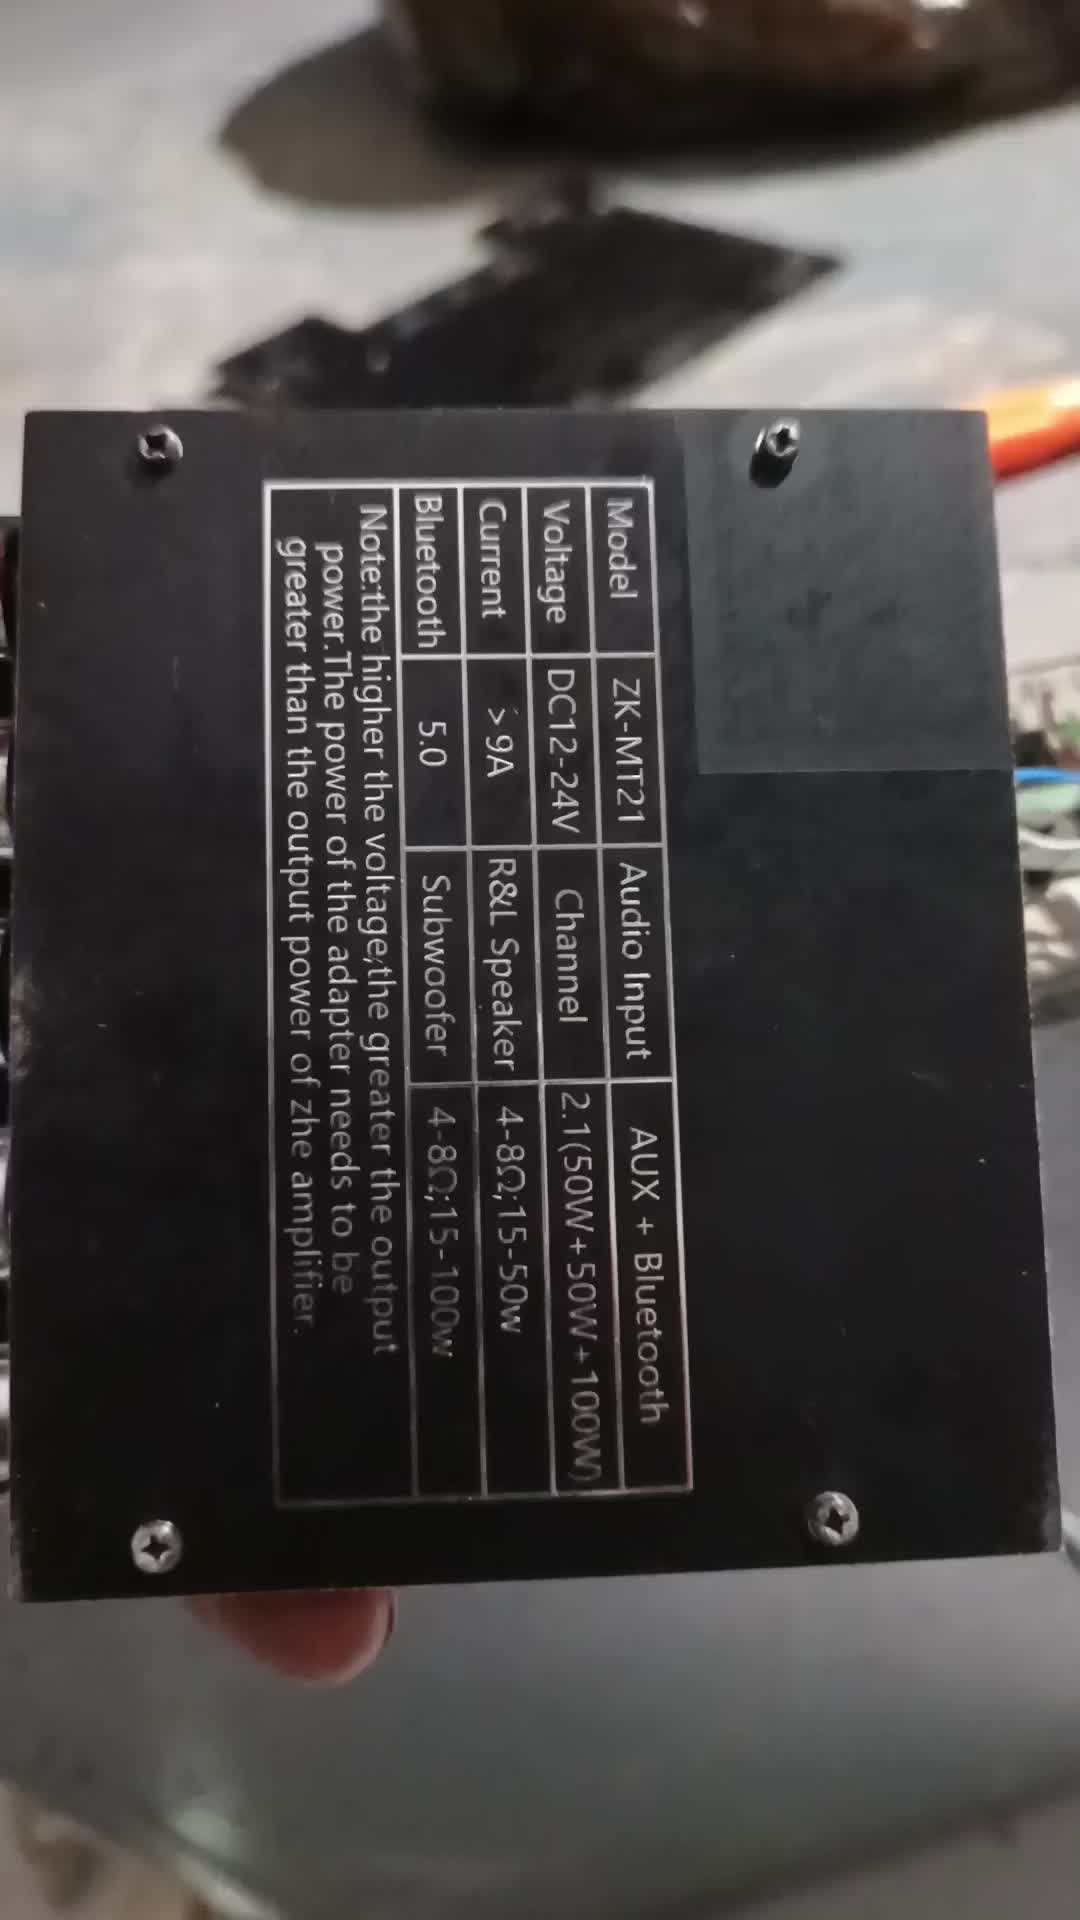 Model ZK-MT21 Audio Input AUX + Bluetooth
Voltage DC12-24V Channel 2.1(50W+50W+100W)
Current >9A R&L Speaker 4-8Ω;15-50w
Bluetooth 5.0 Subwoofer 4-8Ω;15-100w
Note:the higher the voltage,the greater the output
power.The power of the adapter needs to be
greater than the output power of zhe amplifier.